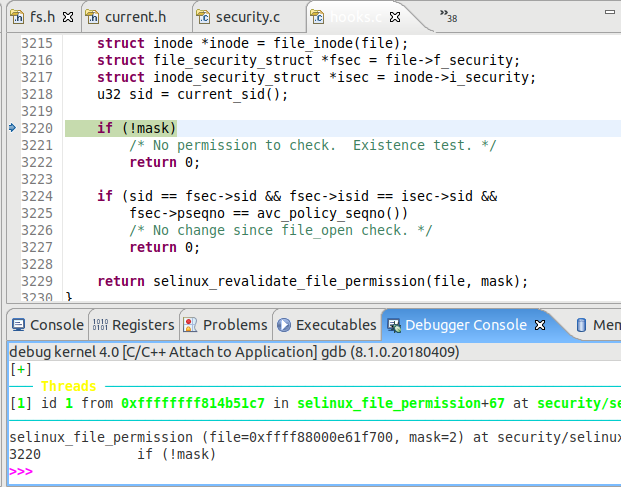 fs.h current.h security.c hooks.c »38
3215 struct inode *inode = file_inode(file);
3216 struct file_security_struct *fsec = file->f_security;
3217 struct inode_security_struct *isec = inode->i_security;
3218 u32 sid = current_sid();
3219
3220 if (!mask)
3221 /* No permission to check.  Existence test. */
3222 return 0;
3223
3224 if (sid == fsec->sid && fsec->isid == isec->sid &&
3225 fsec->pseqno == avc_policy_seqno())
3226 /* No change since file_open check. */
3227 return 0;
3228
3229 return selinux_revalidate_file_permission(file, mask);
3230 }
Console Registers Problems Executables Debugger Console Mem
debug kernel 4.0 [C/C++ Attach to Application] gdb (8.1.0.20180409)
[+]
Threads
[1] id 1 from 0xffffffff814b51c7 in selinux_file_permission+67 at security/se
selinux_file_permission (file=0xffff88000e61f700, mask=2) at security/selinux
3220 if (!mask)
>>>